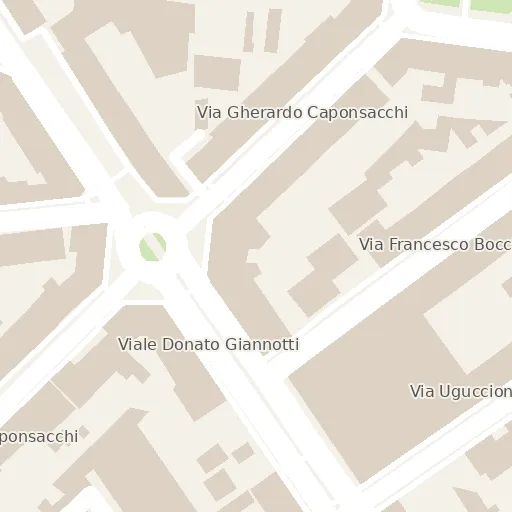 Via Gherardo Caponsacchi
Via Francesco Bocc
Viale Donato Giannotti
Via Uguccion
ponsacchi